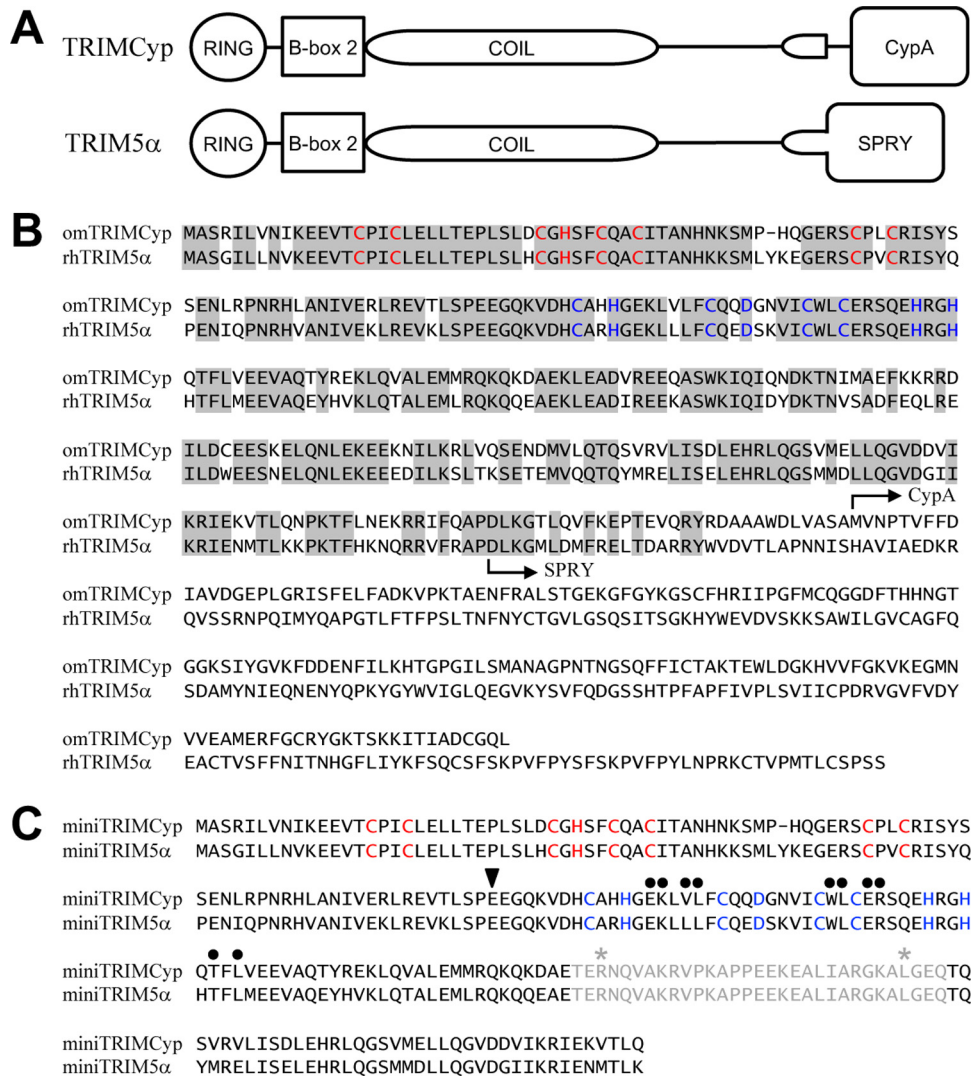 A
TRIMCyp RING B-box 2 COIL CypA
TRIM5α RING B-box 2 COIL SPRY
B
omTRIMCyp MASRILVNIKEEVTCPICLELLTEPLSLDCGHSFCQACITANHNKSMP-HQGERSCPLCRISYS
rhTRIM5α MASGILLNVKEEVTCPICLELLTEPLSLHCGHSFCQACITANHKKSMLYKEGERSCPVCRISYQ
omTRIMCyp SENLRPNRHLANIVERLREVTLSPEEGQKVDHCAHHGEKLVLFCQQDGNVICWLCERSQEHRGH
rhTRIM5α PENIQPNRHVANIVEKLREVKLSPEEGQKVDHCARHGEKLLLFCQEDSKVICWLCERSQEHRGH
omTRIMCyp QTFLVEEVAQTYREKLQVALEMMRQKQKDAEKLEADVREEQASWKIQIQNDKTNIMAEFKKRRD
rhTRIM5α HTFLMEEVAQEYHVKLQTALEMLRQKQQEAEKLEADIREEKASWKIQIDYDKTNVSADFEQLRE
omTRIMCyp ILDCEESKELQNLEKEEKNILKRLVQSENDMVLQTQSVRVLISDLEHRLQGSVMELLQGVDDVI
rhTRIM5α ILDWEESNELQNLEKEEEDILKSLTKSETEMVQQTQYMRELISELEHRLQGSMMDLLQGVDGII
CypA
omTRIMCyp KRIEKVTLQNPKTFLNEKRRIFQAPDLKGTLQVFKEPTEVQRYRDAAAWDLVASAMVNPTVFFD
rhTRIM5α KRIENMTLKKPKTFHKNQRRVFRAPDLKGMLDMFRELTDARRYWVDVTLAPNNISHAVIAEDKR
SPRY
omTRIMCyp IAVDGEPLGRISFELFADKVPKTAENFRALSTGEKGFGYKGSCFHRIIPGFMCQGGDFTHHNGT
rhTRIM5α QVSSRNPQIMYQAPGTLFTFPSLTNFNYCTGVLGSQSITSGKHYWEVDVSKKSAWILGVCAGFQ
omTRIMCyp GGKSIYGVKFDDENFILKHTGPGILSMANAGPNTNGSQFFICTAKTEWLDGKHVVFGKVKEGMN
rhTRIM5α SDAMYNIEQNENYQPKYGYWVIGLQEGVKYSVFQDGSSHTPFAPFIVPLSVIICPDRVGVFVDY
omTRIMCyp VVEAMERFGCRYGKTSKKITIADCGQL
rhTRIM5α EACTVSFFNITNHGFLIYKFSQCSFSKPVFPYSFSKPVFPYLNPRKCTVPMTLCSPSS
C
miniTRIMCyp MASRILVNIKEEVTCPICLELLTEPLSLDCGHSFCQACITANHNKSMP-HQGERSCPLCRISYS
miniTRIM5α MASGILLNVKEEVTCPICLELLTEPLSLHCGHSFCQACITANHKKSMLYKEGERSCPVCRISYQ
miniTRIMCyp SENLRPNRHLANIVERLREVTLSPEEGQKVDHCAHHGEKLVLFCQQDGNVICWLCERSQEHRGH
miniTRIM5α PENIQPNRHVANIVEKLREVKLSPEEGQKVDHCARHGEKLLLFCQEDSKVICWLCERSQEHRGH
* *
miniTRIMCyp QTFLVEEVAQTYREKLQVALEMMRQKQKDAETERNQVAKRVPKAPPEEKEALIARGKALGEQTQ
miniTRIM5α HTFLMEEVAQEYHVKLQTALEMLRQKQQEAETERNQVAKRVPKAPPEEKEALIARGKALGEQTQ
miniTRIMCyp SVRVLISDLEHRLQGSVMELLQGVDDVIKRIEKVTLQ
miniTRIM5α YMRELISELEHRLQGSMMDLLQGVDGIIKRIENMTLK